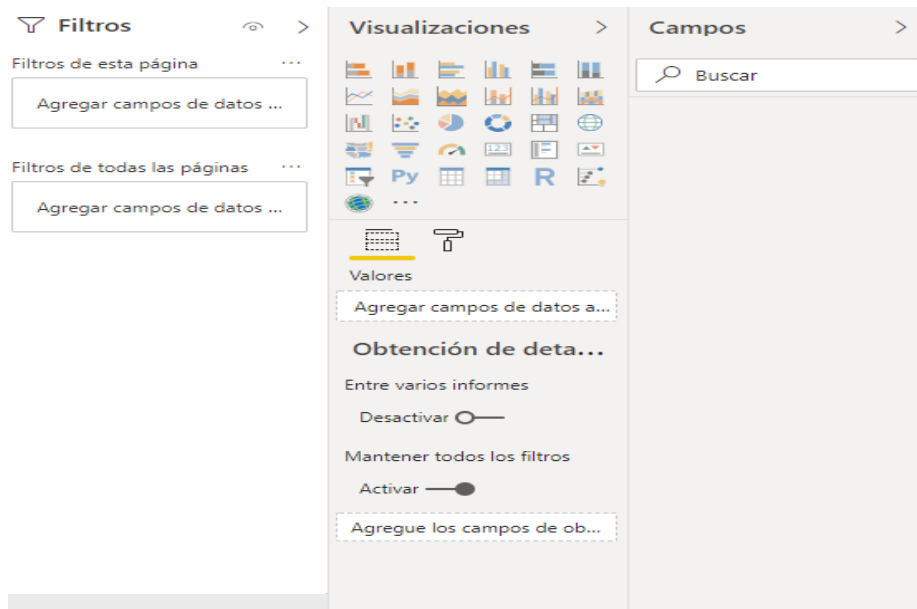 Filtros
Filtros de esta página ...
Agregar campos de datos ...
Filtros de todas las páginas ...
Agregar campos de datos ...
Visualizaciones
123
Py
R
...
Valores
Agregar campos de datos a...
Obtención de deta...
Entre varios informes
Desactivar
Mantener todos los filtros
Activar
Agregue los campos de ob...
Campos
Buscar